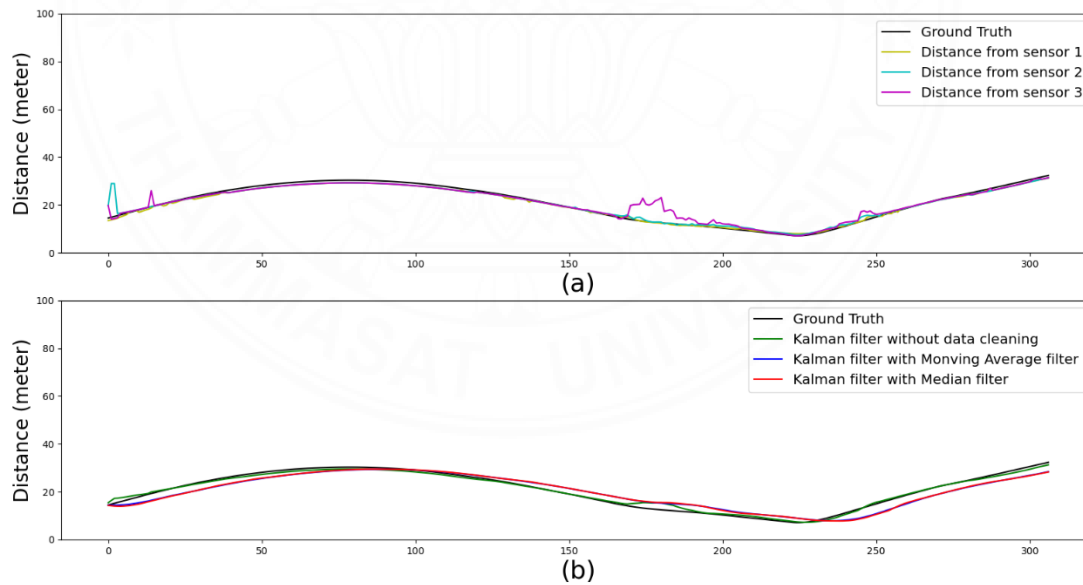 100
80
60
40
20
0
Distance (meter)
Ground Truth
Distance from sensor 1
Distance from sensor 2
Distance from sensor 3
0 50 100 150 200 250 300
(a)
100
80
60
40
20
0
Distance (meter)
Ground Truth
Kalman filter without data cleaning
Kalman filter with Monving Average filter
Kalman filter with Median filter
0 50 100 150 200 250 300
(b)
THAMMASAT UNIVERSITY